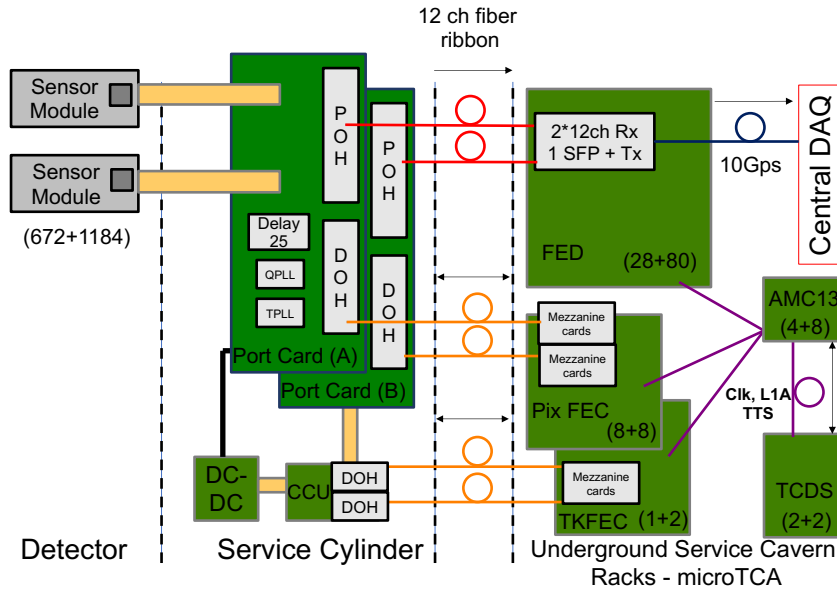 12 ch fiber
ribbon
Sensor
Module
Sensor
Module
(672+1184)
P
O
H
P
O
H
Delay
25
QPLL
TPLL
D
O
H
D
O
H
Port Card (A)
Port Card (B)
DC-
DC
CCU
DOH
DOH
2*12ch Rx
1 SFP + Tx
FED
(28+80)
10Gps
Central DAQ
Mezzanine
cards
Mezzanine
cards
Pix FEC
(8+8)
Mezzanine
cards
TKFEC
(1+2)
AMC13
(4+8)
Clk, L1A
TTS
TCDS
(2+2)
Detector
Service Cylinder
Underground Service Cavern
Racks - microTCA